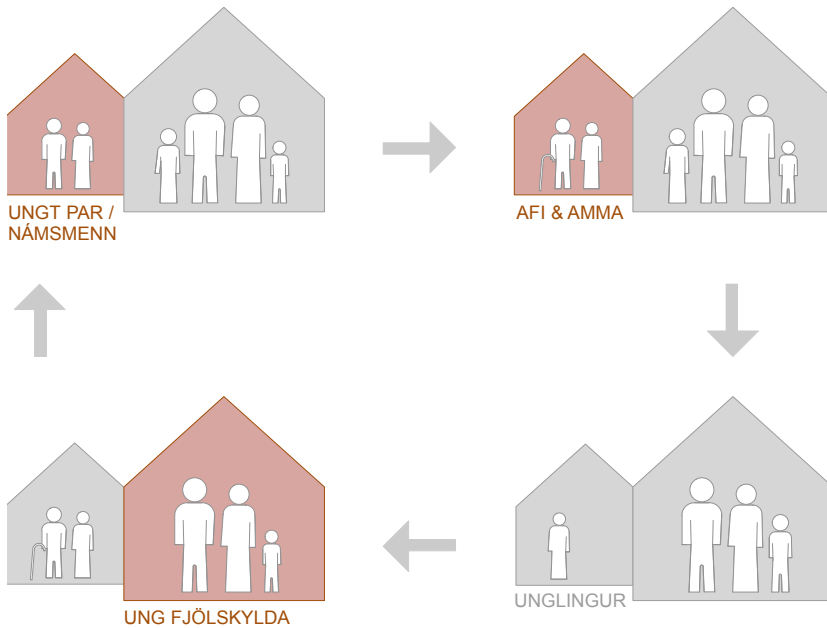 UNGT PAR /
NÁMSMENN
AFI & AMMA
UNG FJÖLSKYLDA
UNGLINGUR